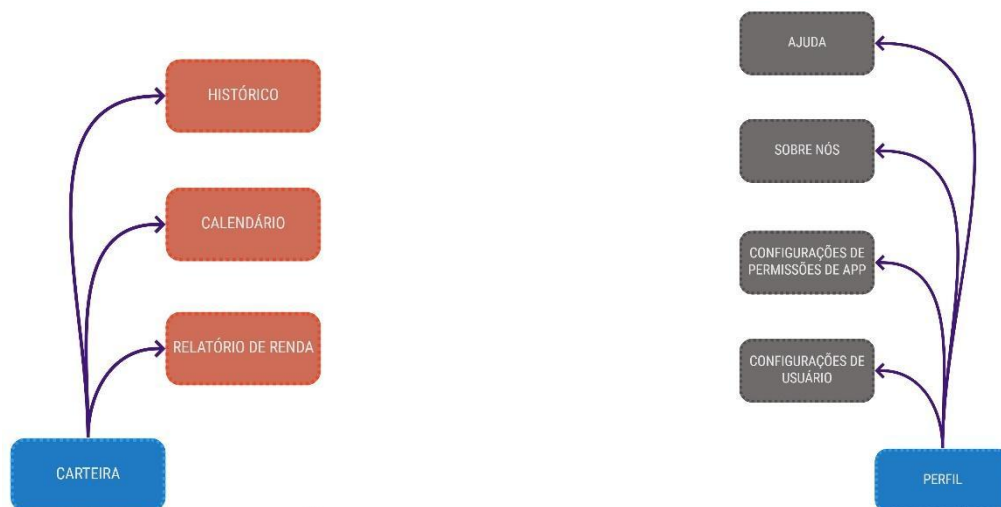 HISTÓRICO
CALENDÁRIO
RELATÓRIO DE RENDA
CARTEIRA
AJUDA
SOBRE NÓS
CONFIGURAÇÕES DE
PERMISSÕES DE APP
CONFIGURAÇÕES DE
USUÁRIO
PERFIL